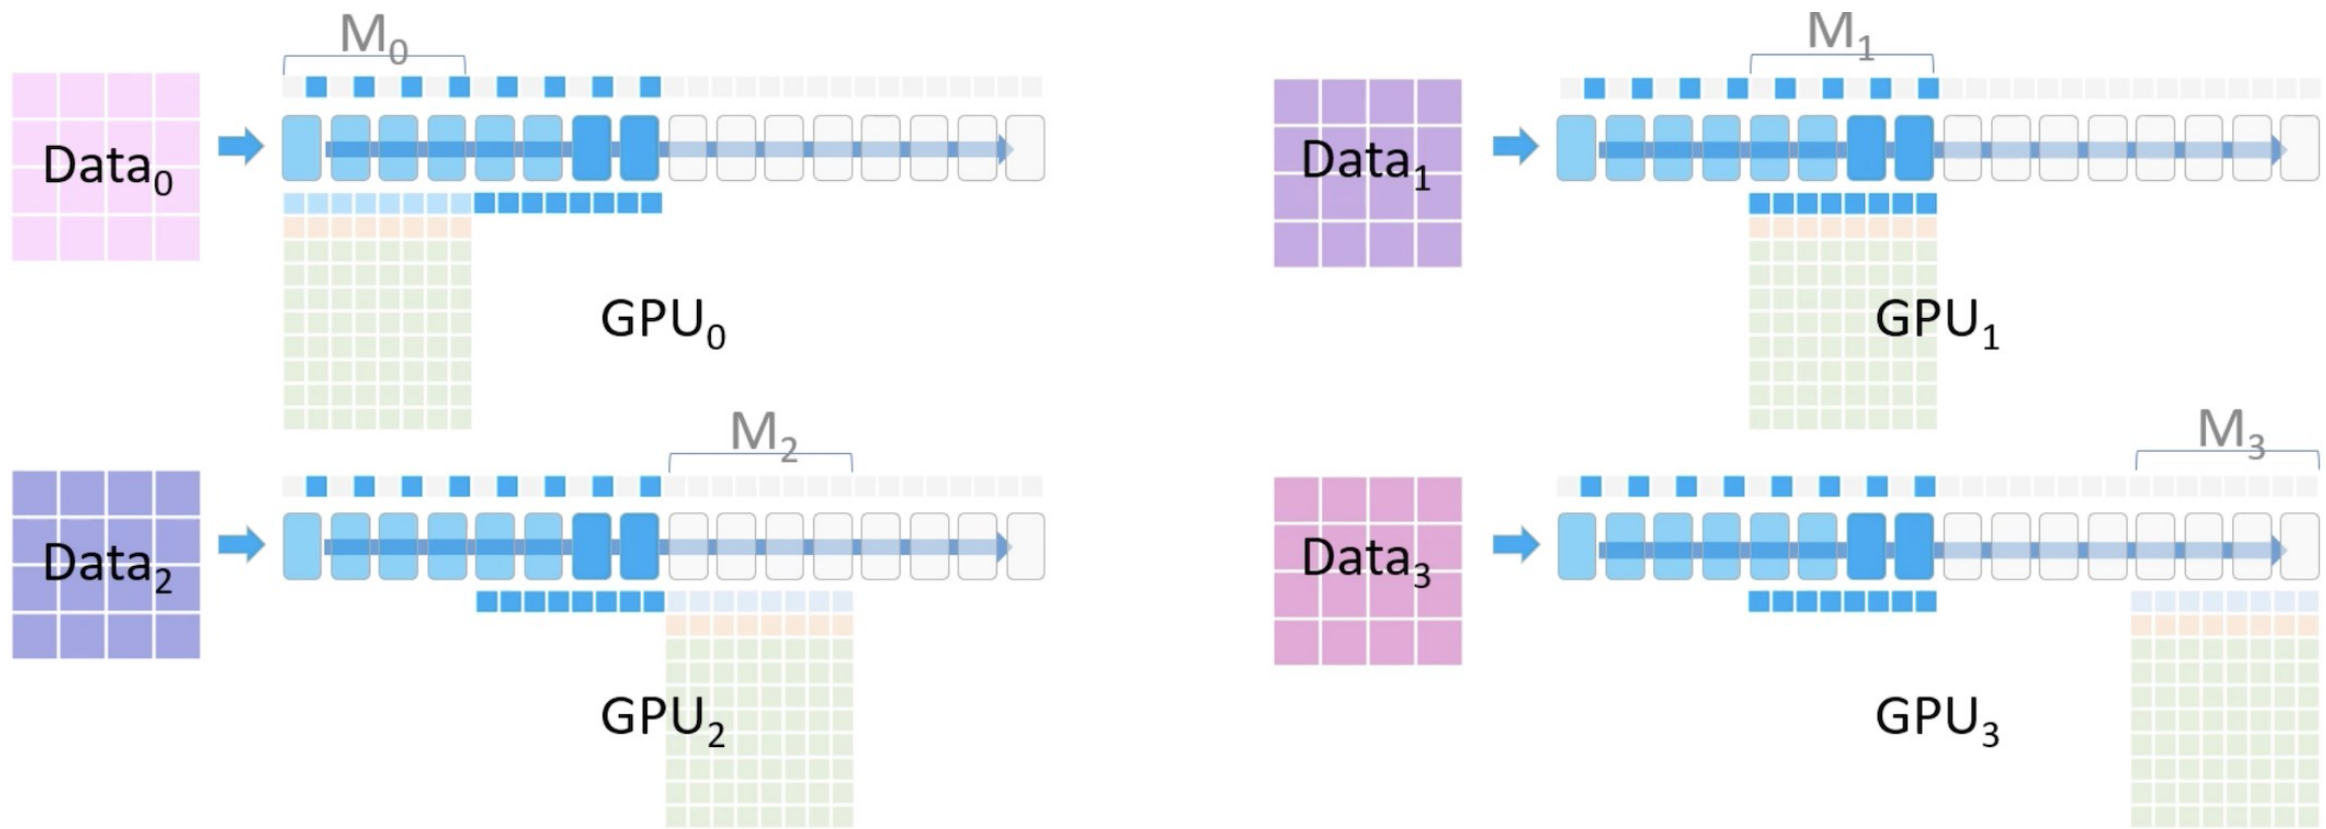 M₀
Data₀
GPU₀
M₁
Data₁
GPU₁
M₂
Data₂
GPU₂
M₃
Data₃
GPU₃